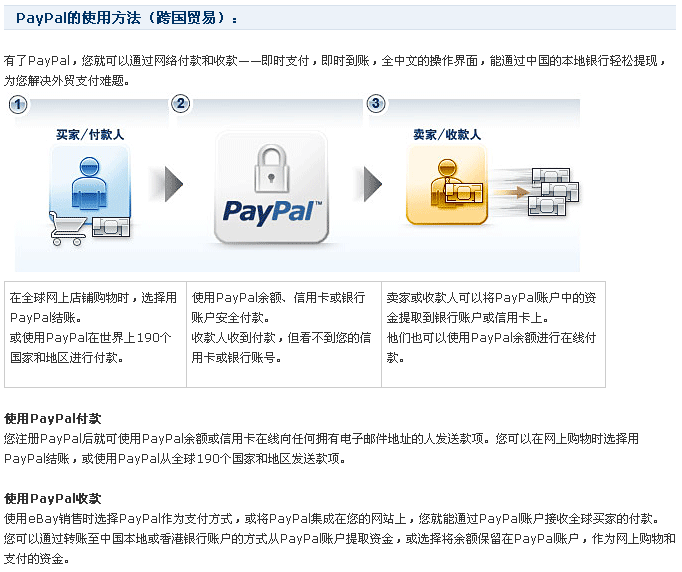 PayPal的使用方法（跨国贸易）：
有了PayPal，您就可以通过网络付款和收款——即时支付，即时到账，全中文的操作界面，能通过中国的本地银行轻松提现，
为您解决外贸支付难题。
1 2 3
买家/付款人
卖家/收款人
PayPal™
在全球网上店铺购物时，选择用
PayPal结账。
或使用PayPal在世界上190个
国家和地区进行付款。
使用PayPal余额、信用卡或银行
账户安全付款。
收款人收到付款，但看不到您的信
用卡或银行账号。
卖家或收款人可以将PayPal账户中的资
金提取到银行账户或信用卡上。
他们也可以使用PayPal余额进行在线付
款。
使用PayPal付款
您注册PayPal后就可使用PayPal余额或信用卡在线向任何拥有电子邮件地址的人发送款项。您可以在网上购物时选择用
PayPal结账，或使用PayPal从全球190个国家和地区发送款项。
使用PayPal收款
使用eBay销售时选择PayPal作为支付方式，或将PayPal集成在您的网站上，您就能通过PayPal账户接收全球买家的付款。
您可以通过转账至中国本地或香港银行账户的方式从PayPal账户提取资金，或选择将余额保留在PayPal账户，作为网上购物和
支付的资金。